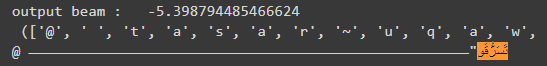 output beam :   -5.398794485466624
(['@', ' ', 't', 'a', 's', 'a', 'r', '~', 'u', 'q', 'a', 'w',
@ ——————————————————————————————"تَسَرُّقَو